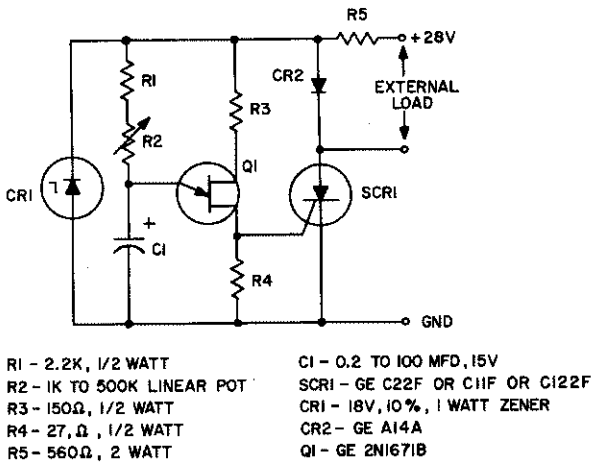 R5
+28V
R1
CR2
EXTERNAL
LOAD
R3
R2
Q1
CR1
SCR1
+
C1
R4
GND
R1 - 2.2K, 1/2 WATT
R2 - 1K TO 500K LINEAR POT
R3 - 150Ω, 1/2 WATT
R4 - 27, Ω, 1/2 WATT
R5 - 560Ω, 2 WATT
C1 - 0.2 TO 100 MFD, 15V
SCR1 - GE C22F OR C11F OR C122F
CR1 - 18V, 10%, 1 WATT ZENER
CR2 - GE A14A
Q1 - GE 2N1671B